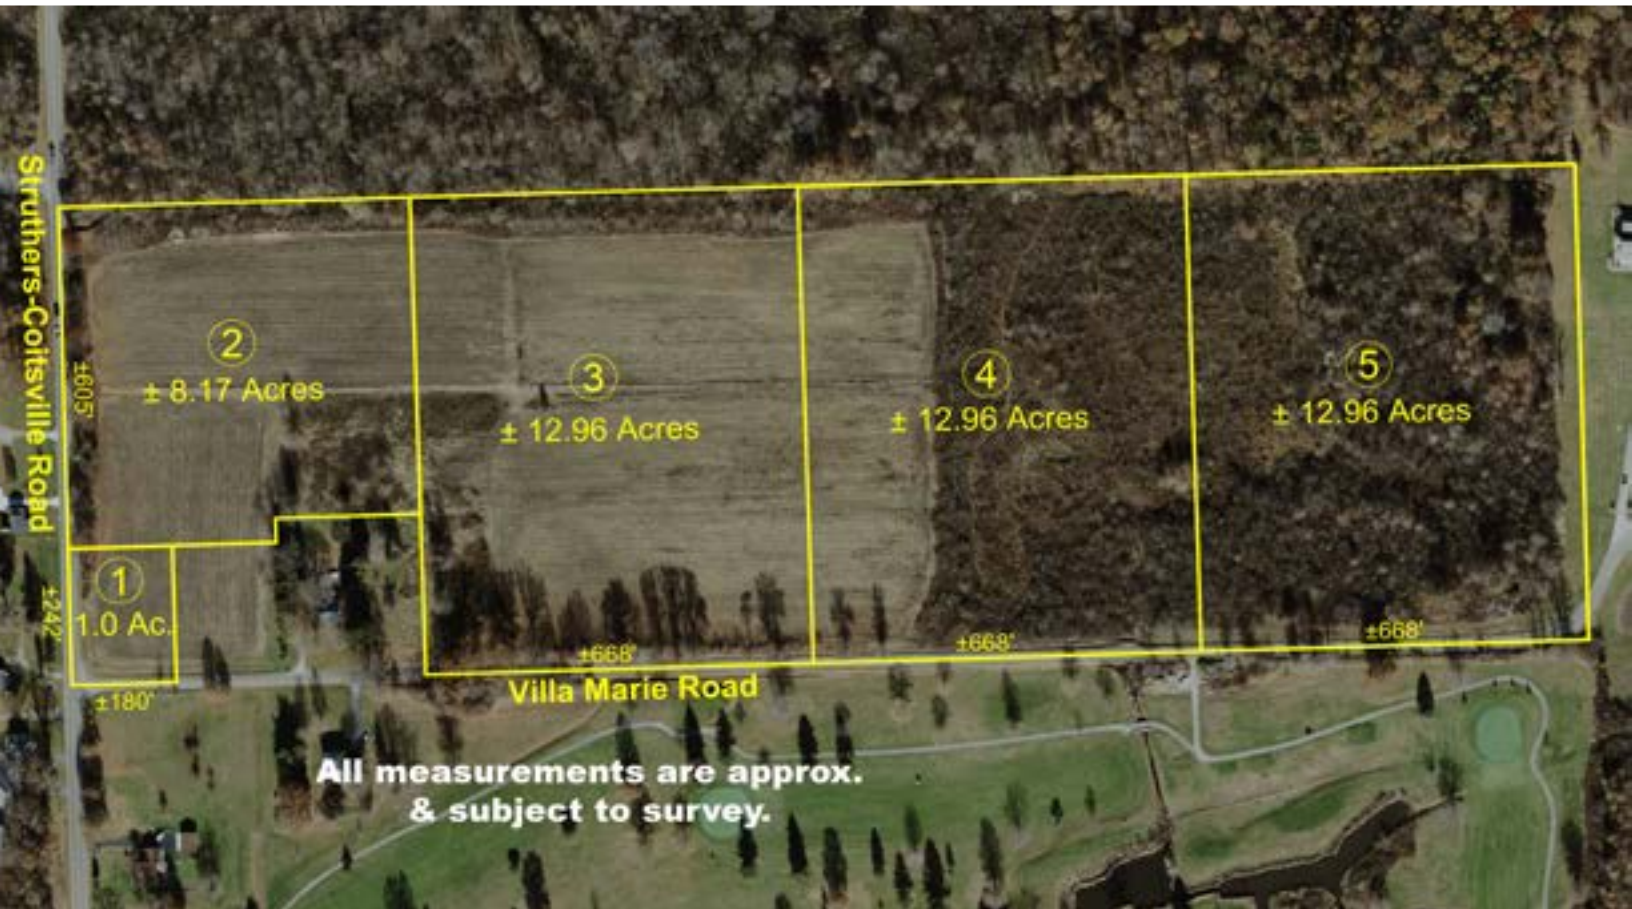 Struthers-Coitsville Road
±605'
2
± 8.17 Acres
3
± 12.96 Acres
4
± 12.96 Acres
5
± 12.96 Acres
1
1.0 Ac.
±242'
±180'
±668'
±668'
±668'
Villa Marie Road
All measurements are approx.
& subject to survey.